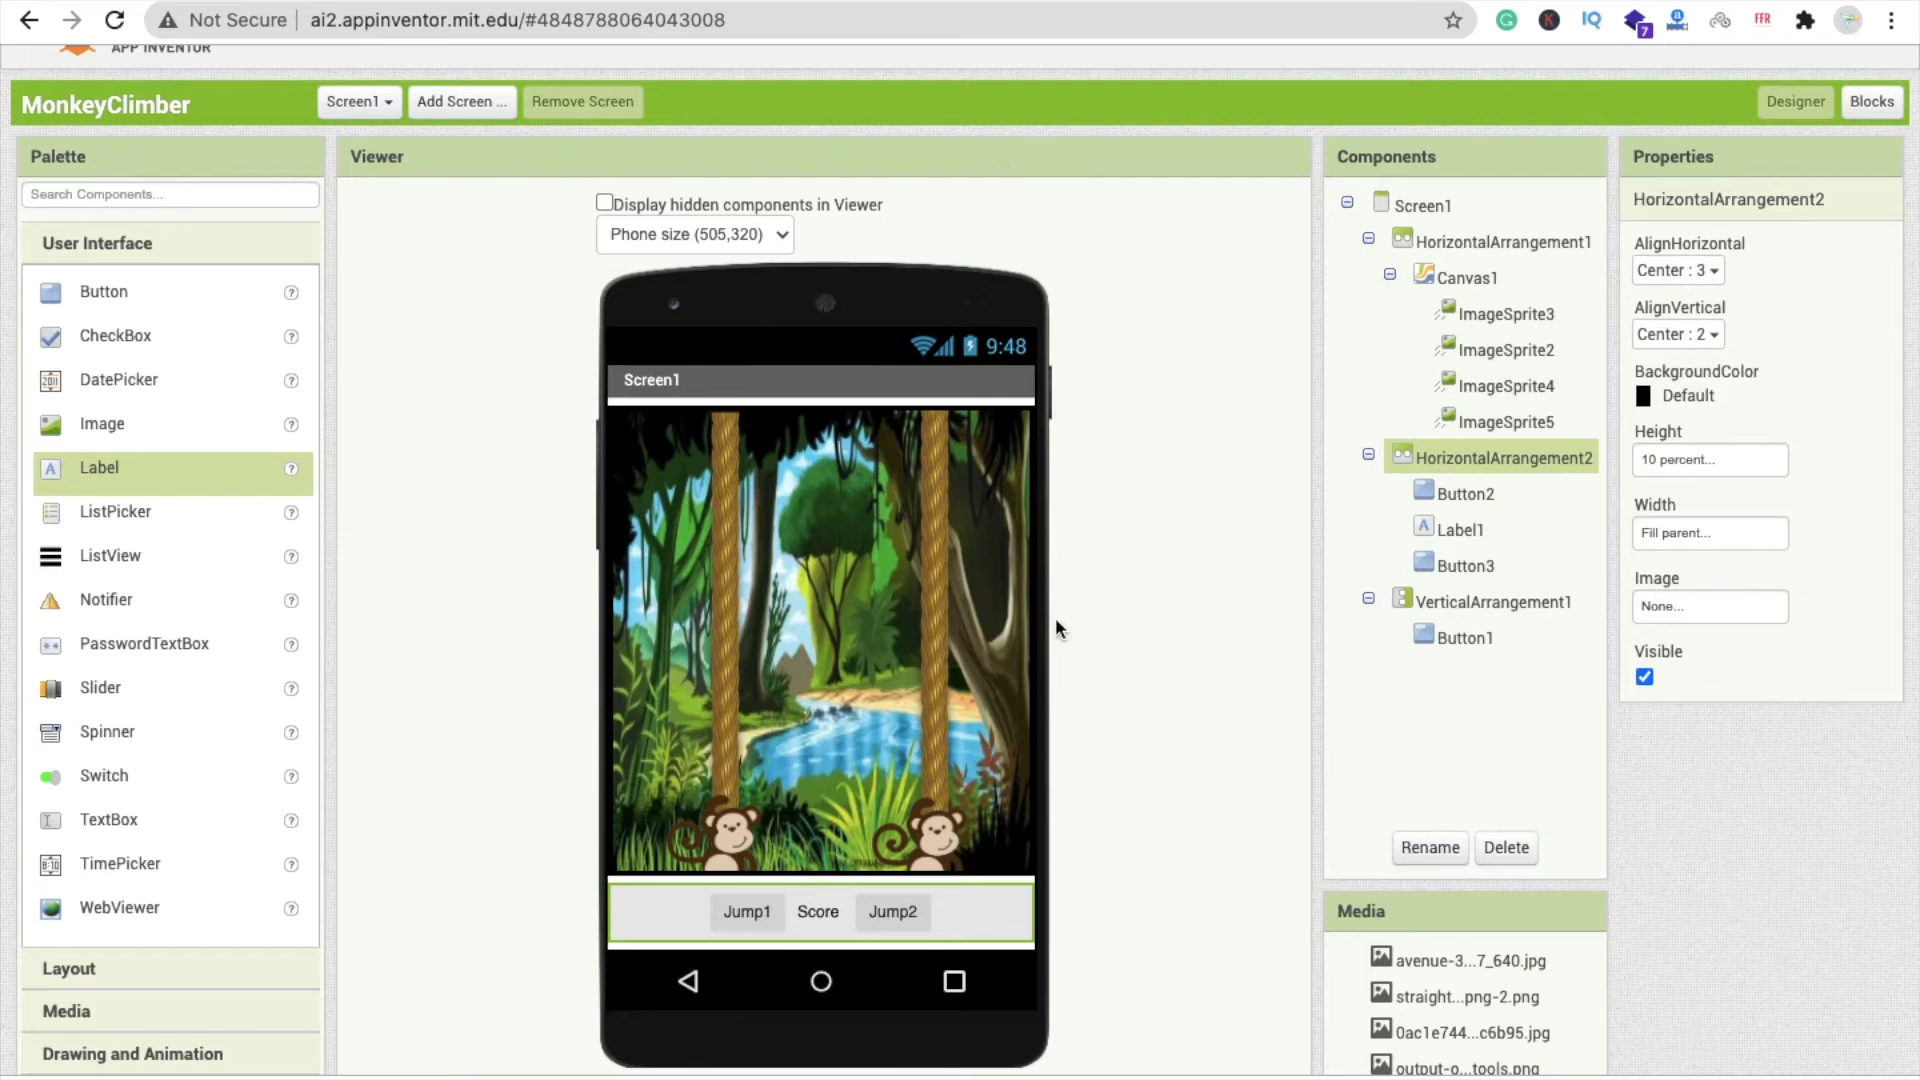 Not Secure
ai2.appinventor.mit.edu/#4848788064043008
IQ
7
a
FFR
K
APP INVENTOR
MonkeyClimber
Screen1
Add Screen ...
Remove Screen
Designer
Blocks
Palette
Search Components...
User Interface
Button
CheckBox
DatePicker
Image
Label
ListPicker
ListView
Notifier
PasswordTextBox
Slider
Spinner
Switch
TextBox
TimePicker
WebViewer
Layout
Media
Drawing and Animation
Viewer
Display hidden components in Viewer
Phone size (505,320)
9:48
Screen1
Jump1
Score
Jump2
Components
Screen1
HorizontalArrangement1
Canvas1
ImageSprite3
ImageSprite2
ImageSprite4
ImageSprite5
HorizontalArrangement2
Button2
Label1
Button3
VerticalArrangement1
Button1
Rename
Delete
Media
avenue-3...7_640.jpg
straight...png-2.png
0ac1e744...c6b95.jpg
output-o...tools.png
Properties
HorizontalArrangement2
AlignHorizontal
Center : 3
AlignVertical
Center : 2
BackgroundColor
Default
Height
10 percent...
Width
Fill parent...
Image
None...
Visible